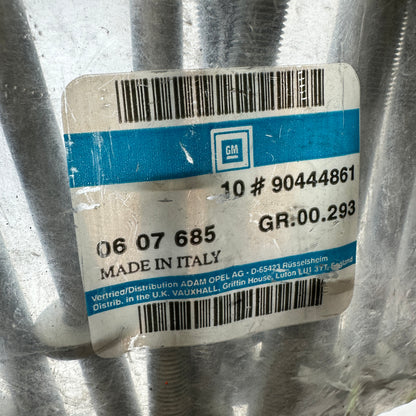 GM
10 # 90444861
06 07 685 GR.00.293
MADE IN ITALY
Vertrieb/Distribution ADAM OPEL AG - D-65423 Rüsselsheim
Distrib. in the U.K. VAUXHALL, Griffin House, Luton LU1 3YT, England